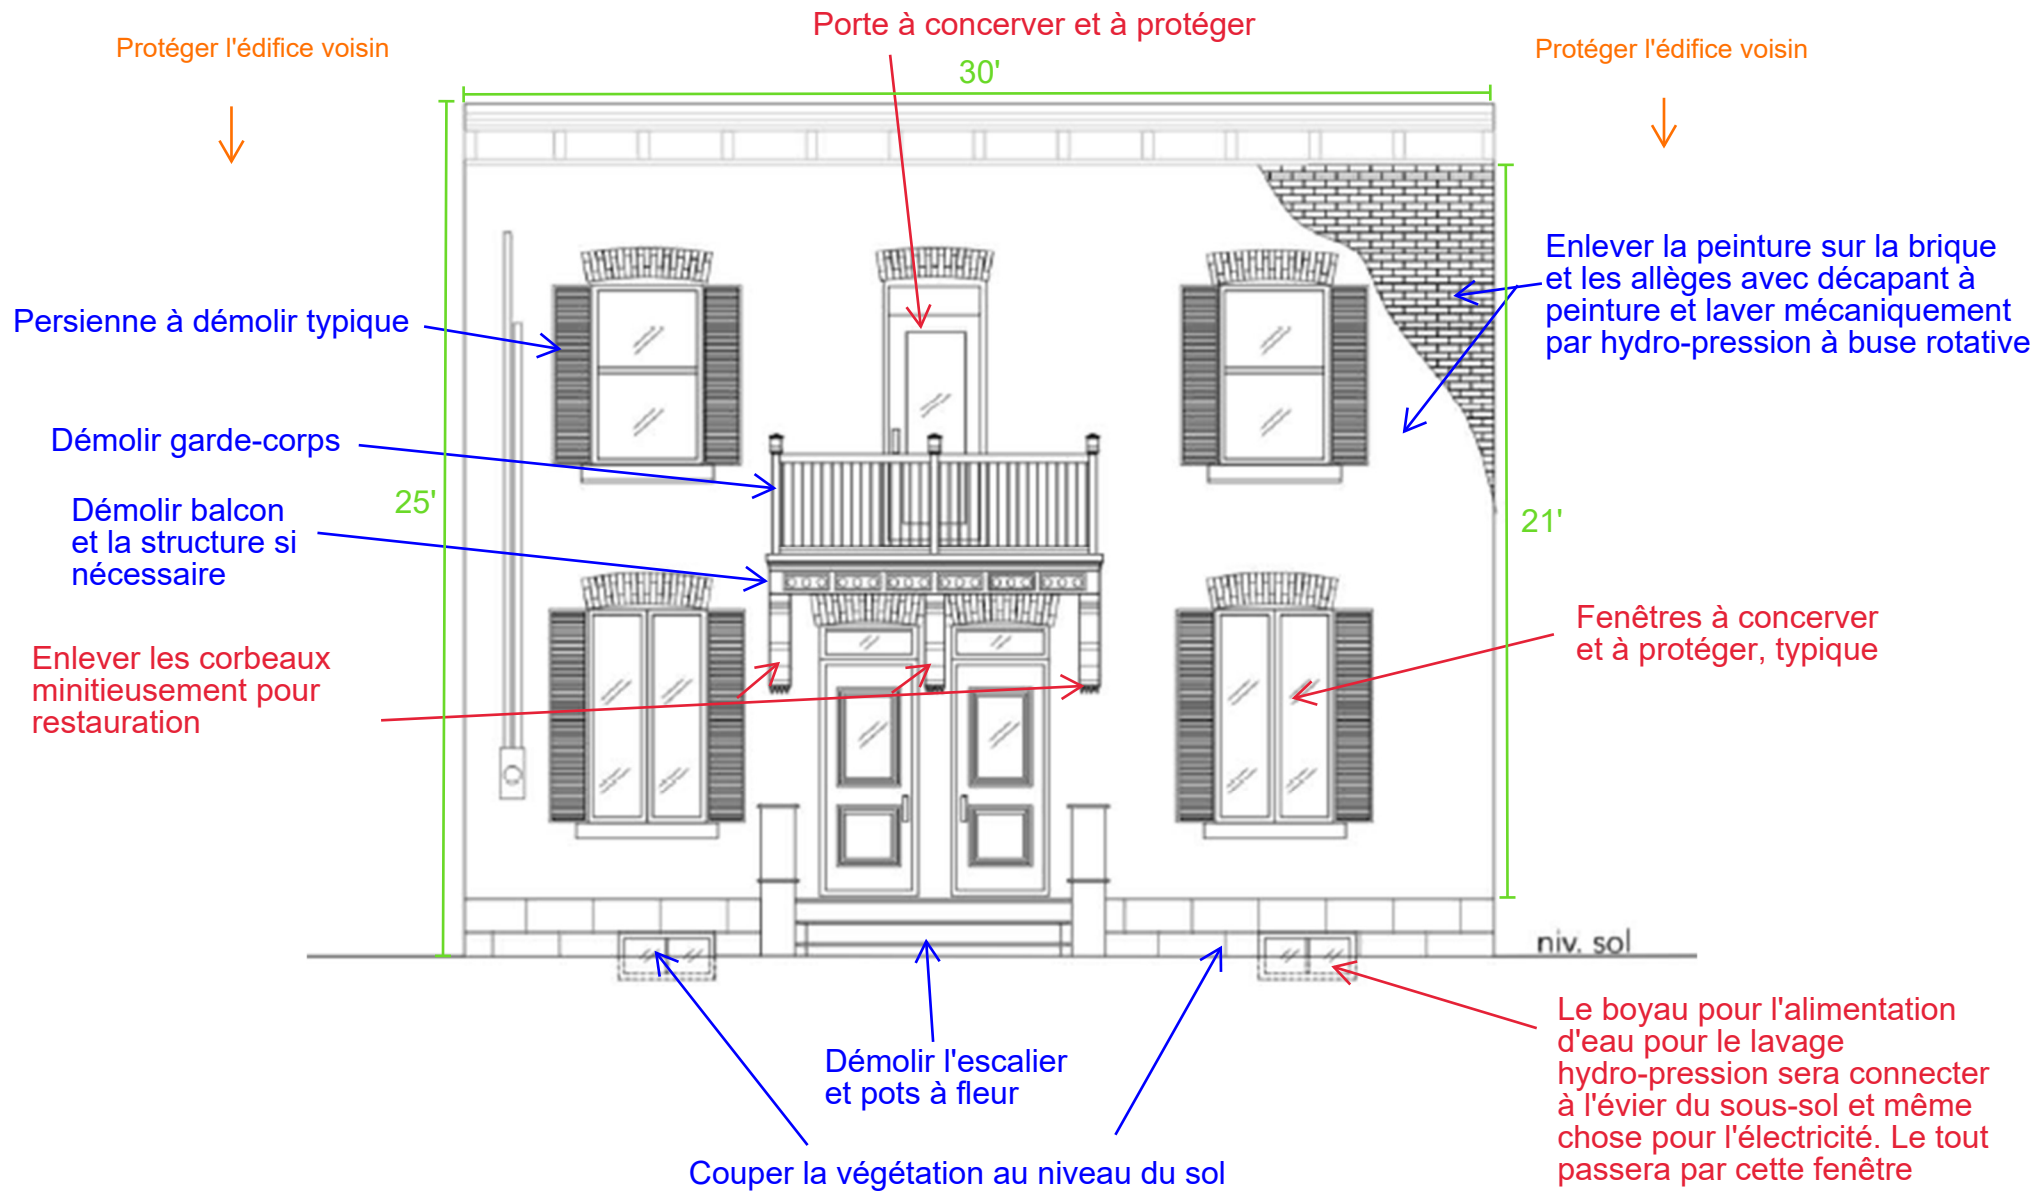 Porte à concerver et à protéger
Protéger l'édifice voisin
Protéger l'édifice voisin
30'
Enlever la peinture sur la brique
et les allèges avec décapant à
peinture et laver mécaniquement
par hydro-pression à buse rotative
Persienne à démolir typique
Démolir garde-corps
25'
Démolir balcon
et la structure si
nécessaire
21'
Fenêtres à concerver
et à protéger, typique
Enlever les corbeaux
minitieusement pour
restauration
niv. sol
Le boyau pour l'alimentation
d'eau pour le lavage
hydro-pression sera connecter
à l'évier du sous-sol et même
chose pour l'électricité. Le tout
passera par cette fenêtre
Démolir l'escalier
et pots à fleur
Couper la végétation au niveau du sol